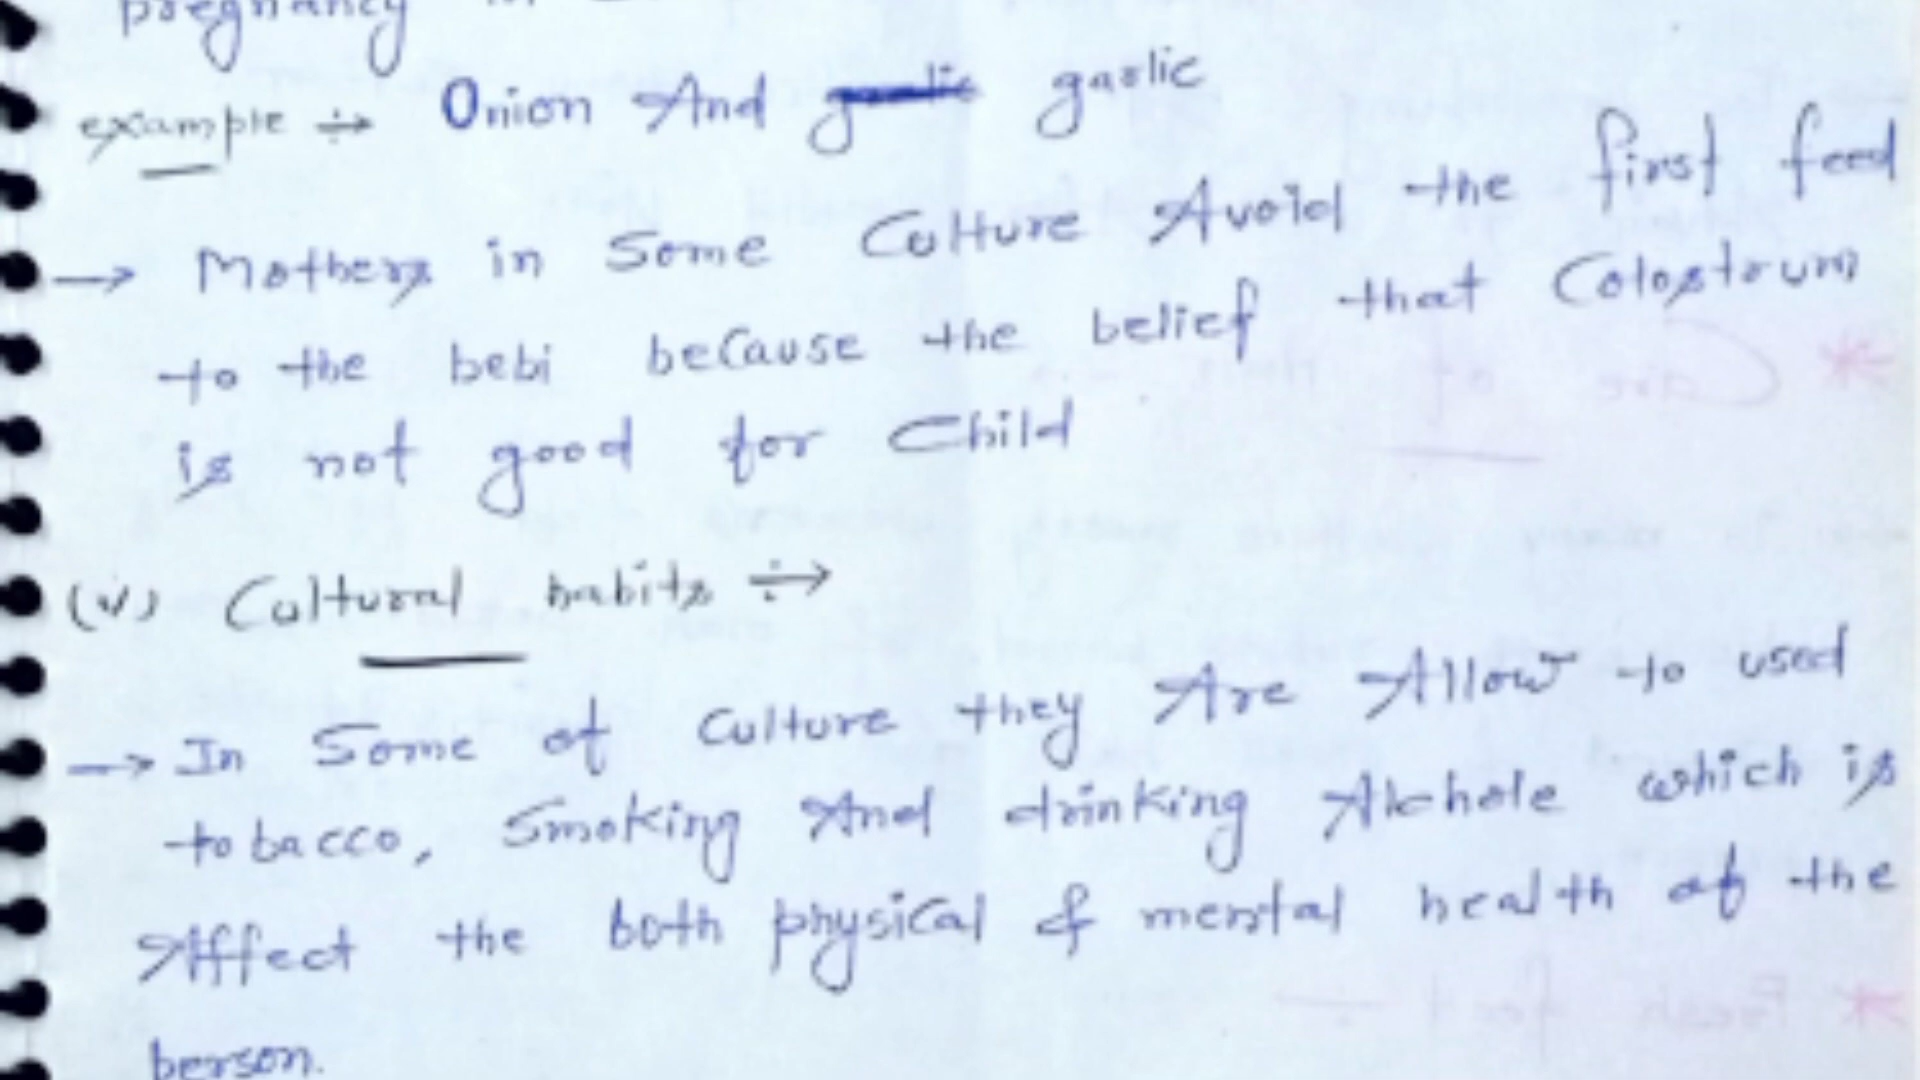 pregnancy
example ÷→ Onion And garlic
→ Mothers in Some Culture Avoid the first feed
to the bebi because the belief that Colostrum
is not good for Child
(v) Cultural habits ÷→
→ In Some of Culture they Are Allow to used
tobacco, Smoking And drinking Alchole which is
Affect the both physical & mental health of the
person.